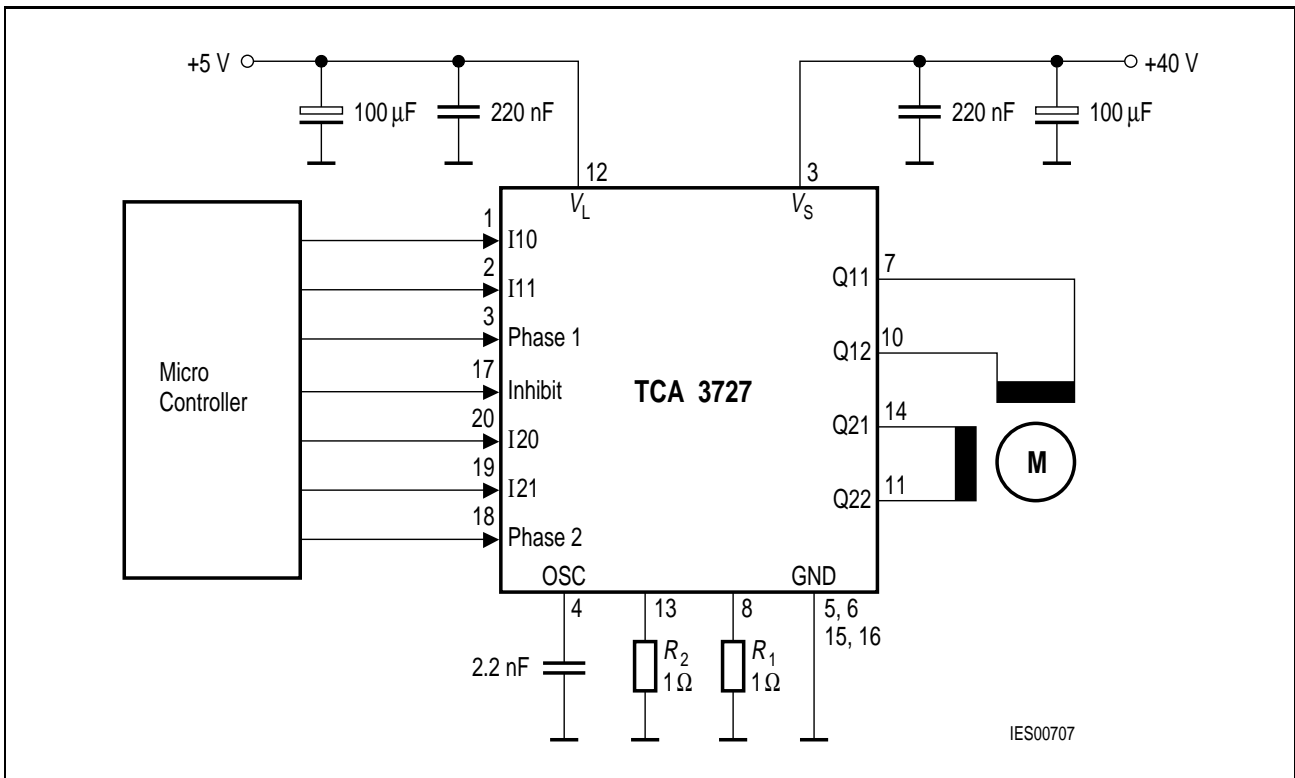 +5 V
+40 V
100 µF
220 nF
220 nF
100 µF
12
3
V_L
V_S
1
I10
2
I11
3
Phase 1
17
Inhibit
20
I20
19
I21
18
Phase 2
Micro
Controller
TCA 3727
Q11
7
Q12
10
Q21
14
Q22
11
M
OSC
GND
4
13
8
5, 6
15, 16
2.2 nF
R_2
1 Ω
R_1
1 Ω
IES00707